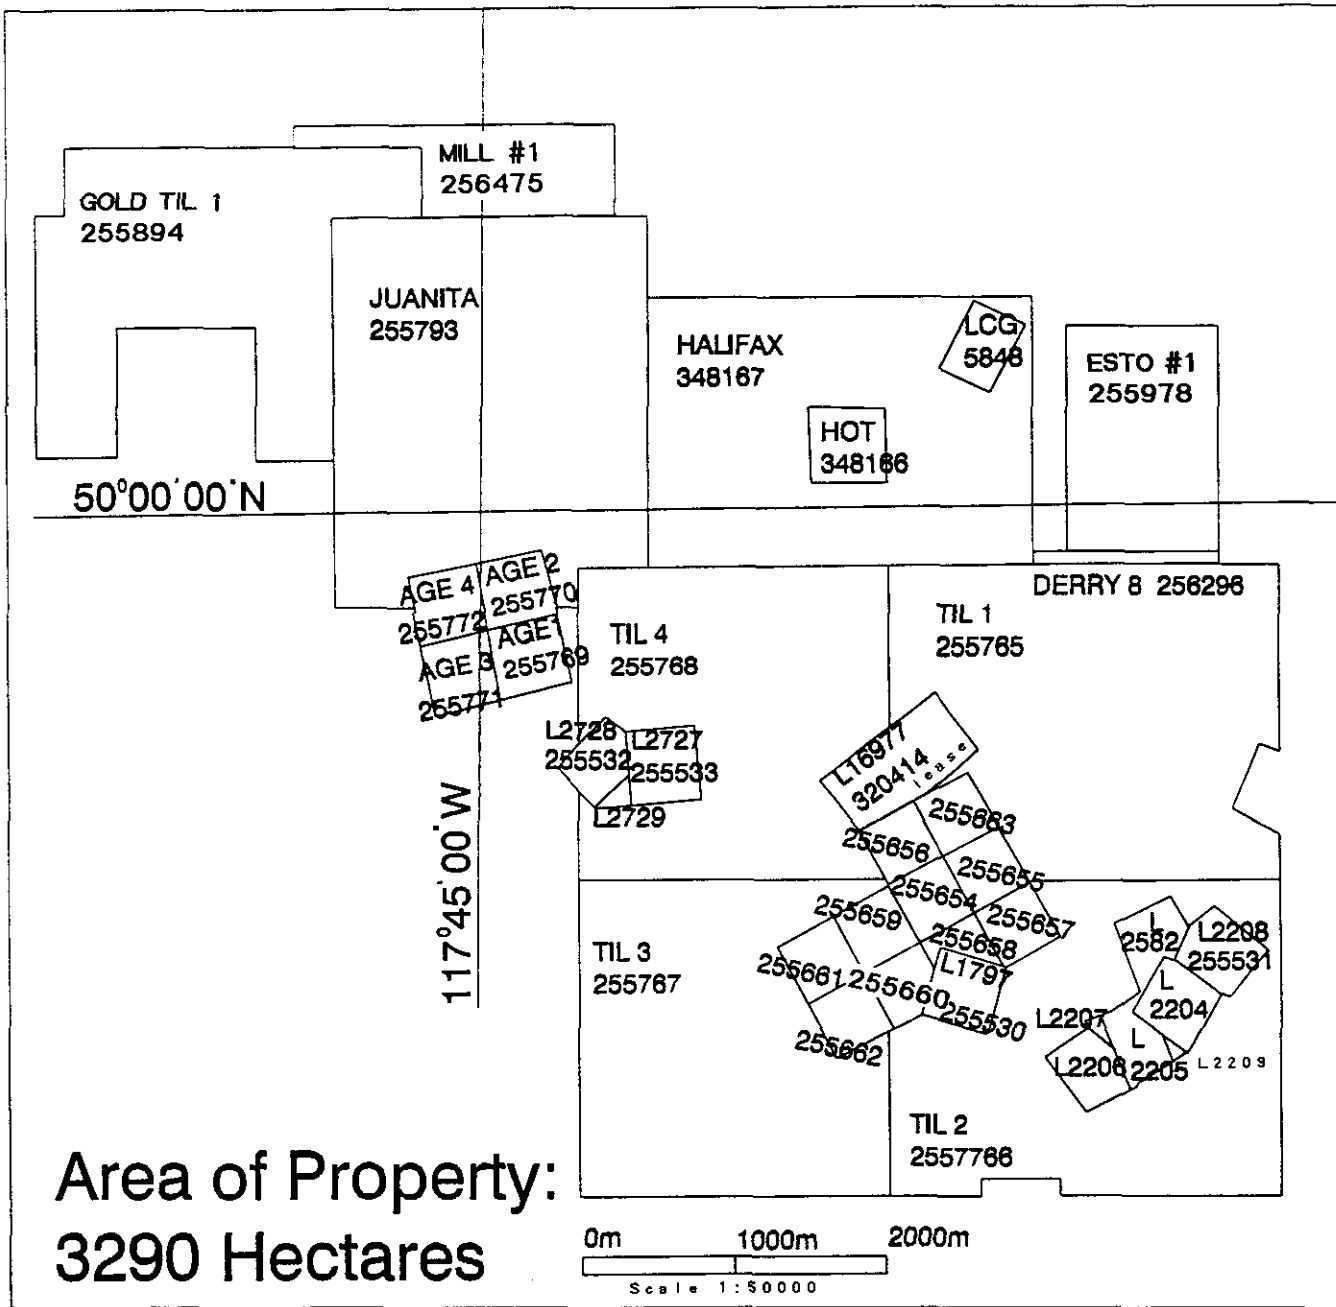 MILL #1
256475
GOLD TIL 1
255894
JUANITA
255793
HALIFAX
348167
LCG
5848
ESTO #1
255978
HOT
348166
50°00'00"N
AGE 4
255772
AGE 2
255770
AGE 3
255771
AGE 1
255769
DERRY 8 256296
TIL 4
255768
TIL 1
255765
L2728
255532
L2727
255533
L2729
L16977
320414
lease
117°45'00"W
255663
255656
255655
255654
255659
255657
255658
TIL 3
255767
255661
255660
255662
L1797
255530
L
2582
L2208
255531
L
2204
L2207
L
2205
L2206
L2209
TIL 2
2557766
Area of Property:
3290 Hectares
0m 1000m 2000m
Scale 1:50000